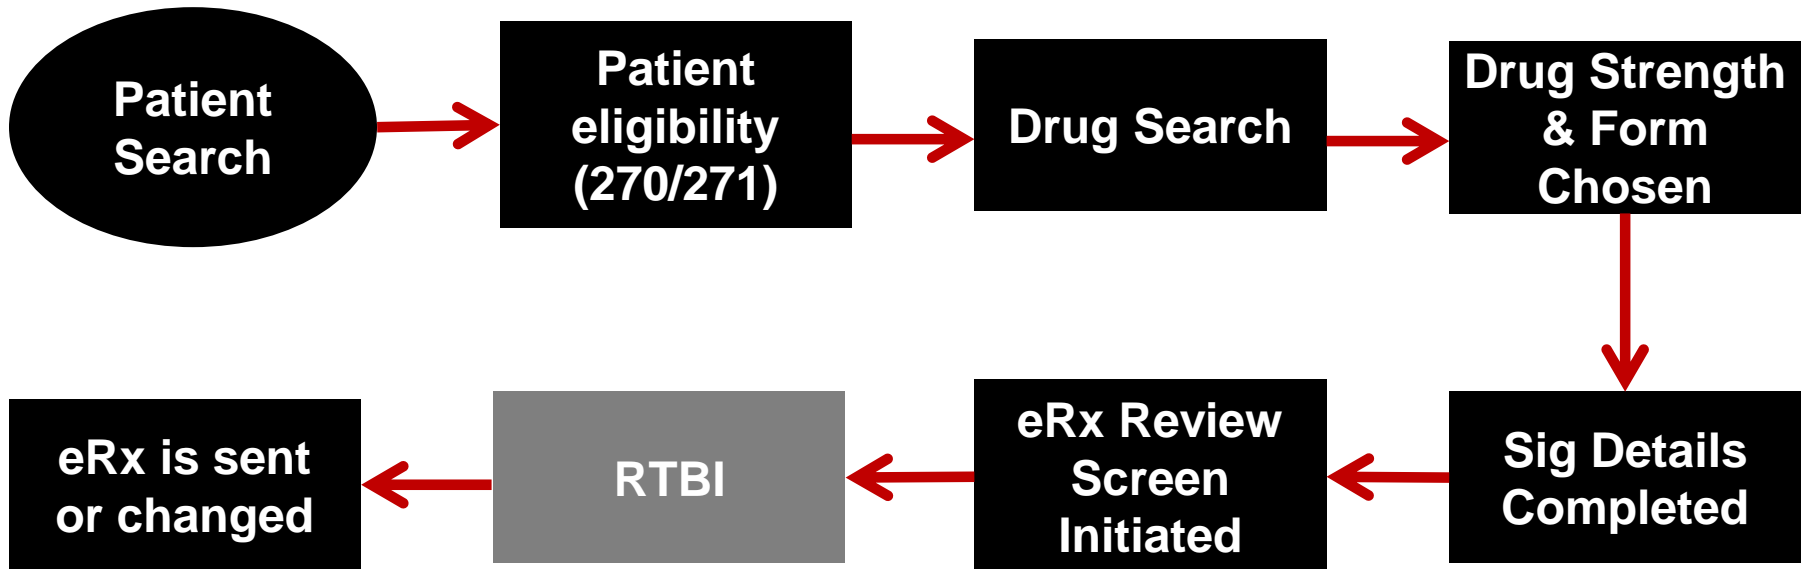 Patient
Search
Patient
eligibility
(270/271)
Drug Search
Drug Strength
& Form
Chosen
Sig Details
Completed
eRx Review
Screen
Initiated
RTBI
eRx is sent
or changed